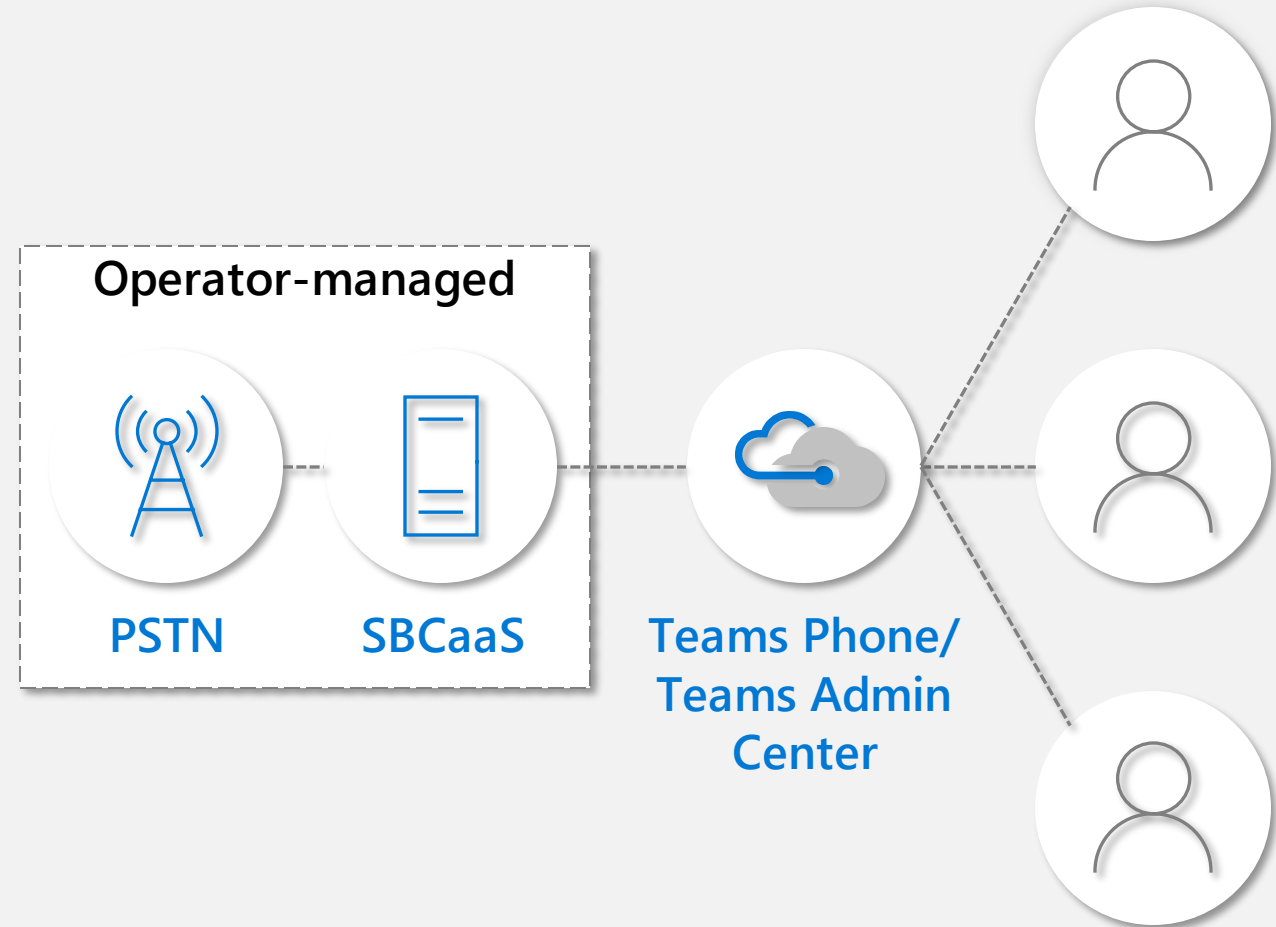 Operator-managed
PSTN
SBCaaS
Teams Phone/
Teams Admin
Center